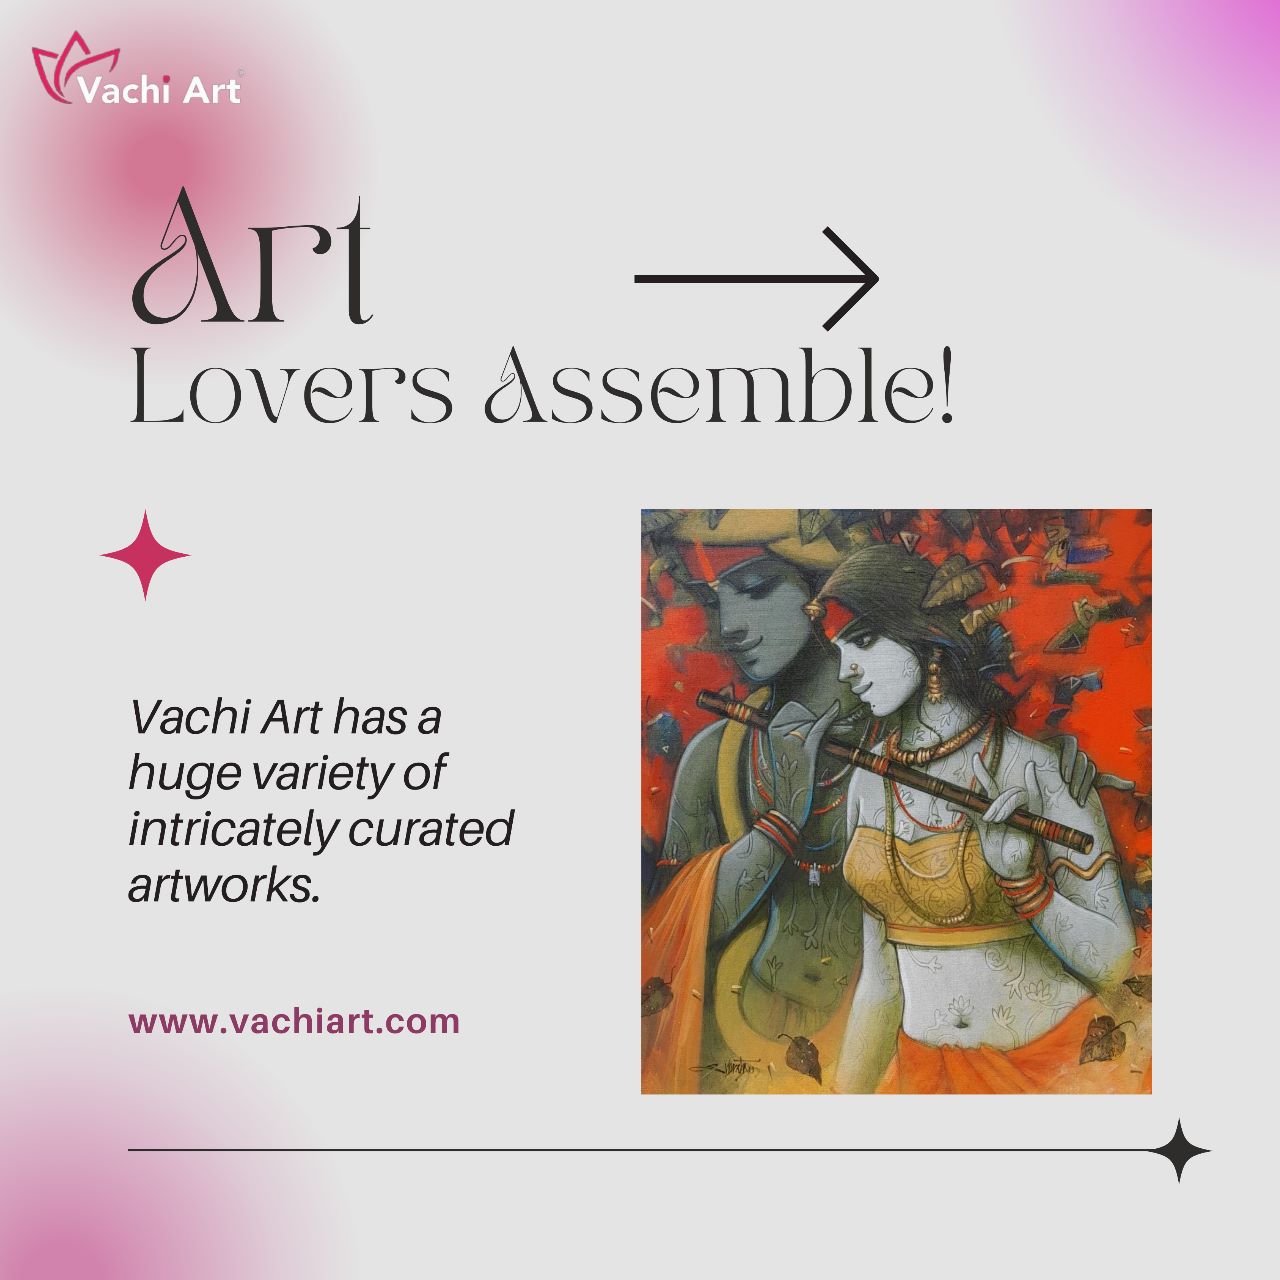 Vachi Art
Art
Lovers Assemble!
Vachi Art has a
huge variety of
intricately curated
artworks.
www.vachiart.com